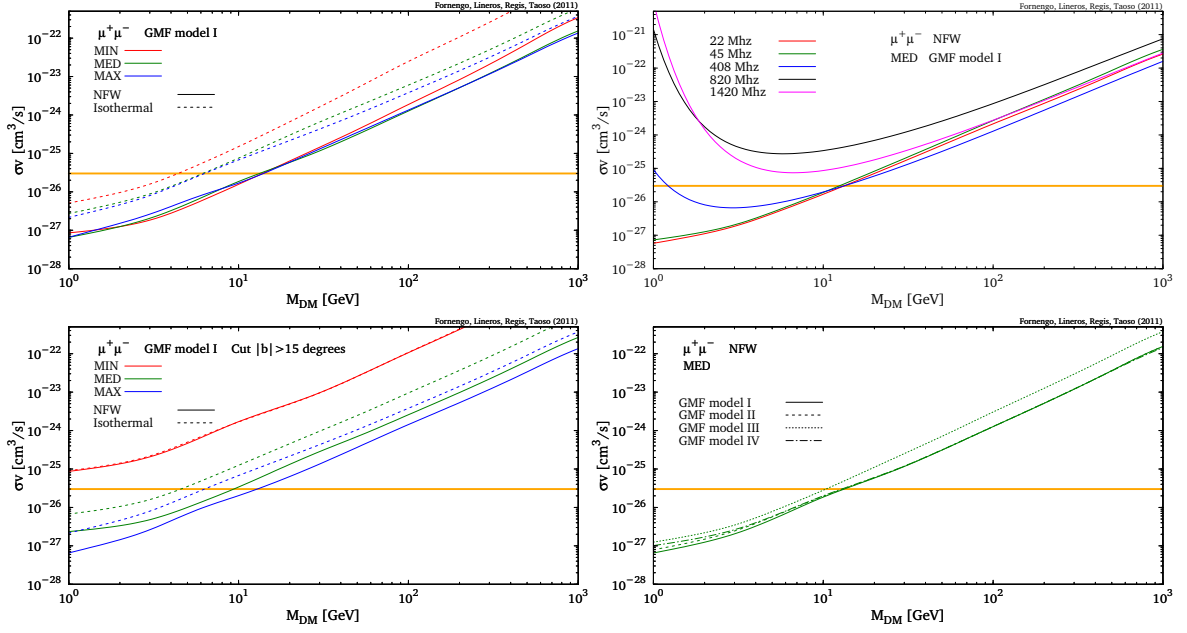 Fornengo, Lineros, Regis, Taoso (2011)
μ⁺μ⁻ GMF model I
MIN
MED
MAX
NFW
Isothermal
σv [cm³/s]
10⁻²²
10⁻²³
10⁻²⁴
10⁻²⁵
10⁻²⁶
10⁻²⁷
10⁻²⁸
10⁰ 10¹ 10² 10³
M_DM [GeV]
Fornengo, Lineros, Regis, Taoso (2011)
22 Mhz
45 Mhz
408 Mhz
820 Mhz
1420 Mhz
μ⁺μ⁻ NFW
MED GMF model I
σv [cm³/s]
10⁻²¹
10⁻²²
10⁻²³
10⁻²⁴
10⁻²⁵
10⁻²⁶
10⁻²⁷
10⁻²⁸
10⁰ 10¹ 10² 10³
M_DM [GeV]
Fornengo, Lineros, Regis, Taoso (2011)
μ⁺μ⁻ GMF model I Cut |b|>15 degrees
MIN
MED
MAX
NFW
Isothermal
σv [cm³/s]
10⁻²²
10⁻²³
10⁻²⁴
10⁻²⁵
10⁻²⁶
10⁻²⁷
10⁻²⁸
10⁰ 10¹ 10² 10³
M_DM [GeV]
Fornengo, Lineros, Regis, Taoso (2011)
μ⁺μ⁻ NFW
MED
GMF model I
GMF model II
GMF model III
GMF model IV
σv [cm³/s]
10⁻²²
10⁻²³
10⁻²⁴
10⁻²⁵
10⁻²⁶
10⁻²⁷
10⁻²⁸
10⁰ 10¹ 10² 10³
M_DM [GeV]